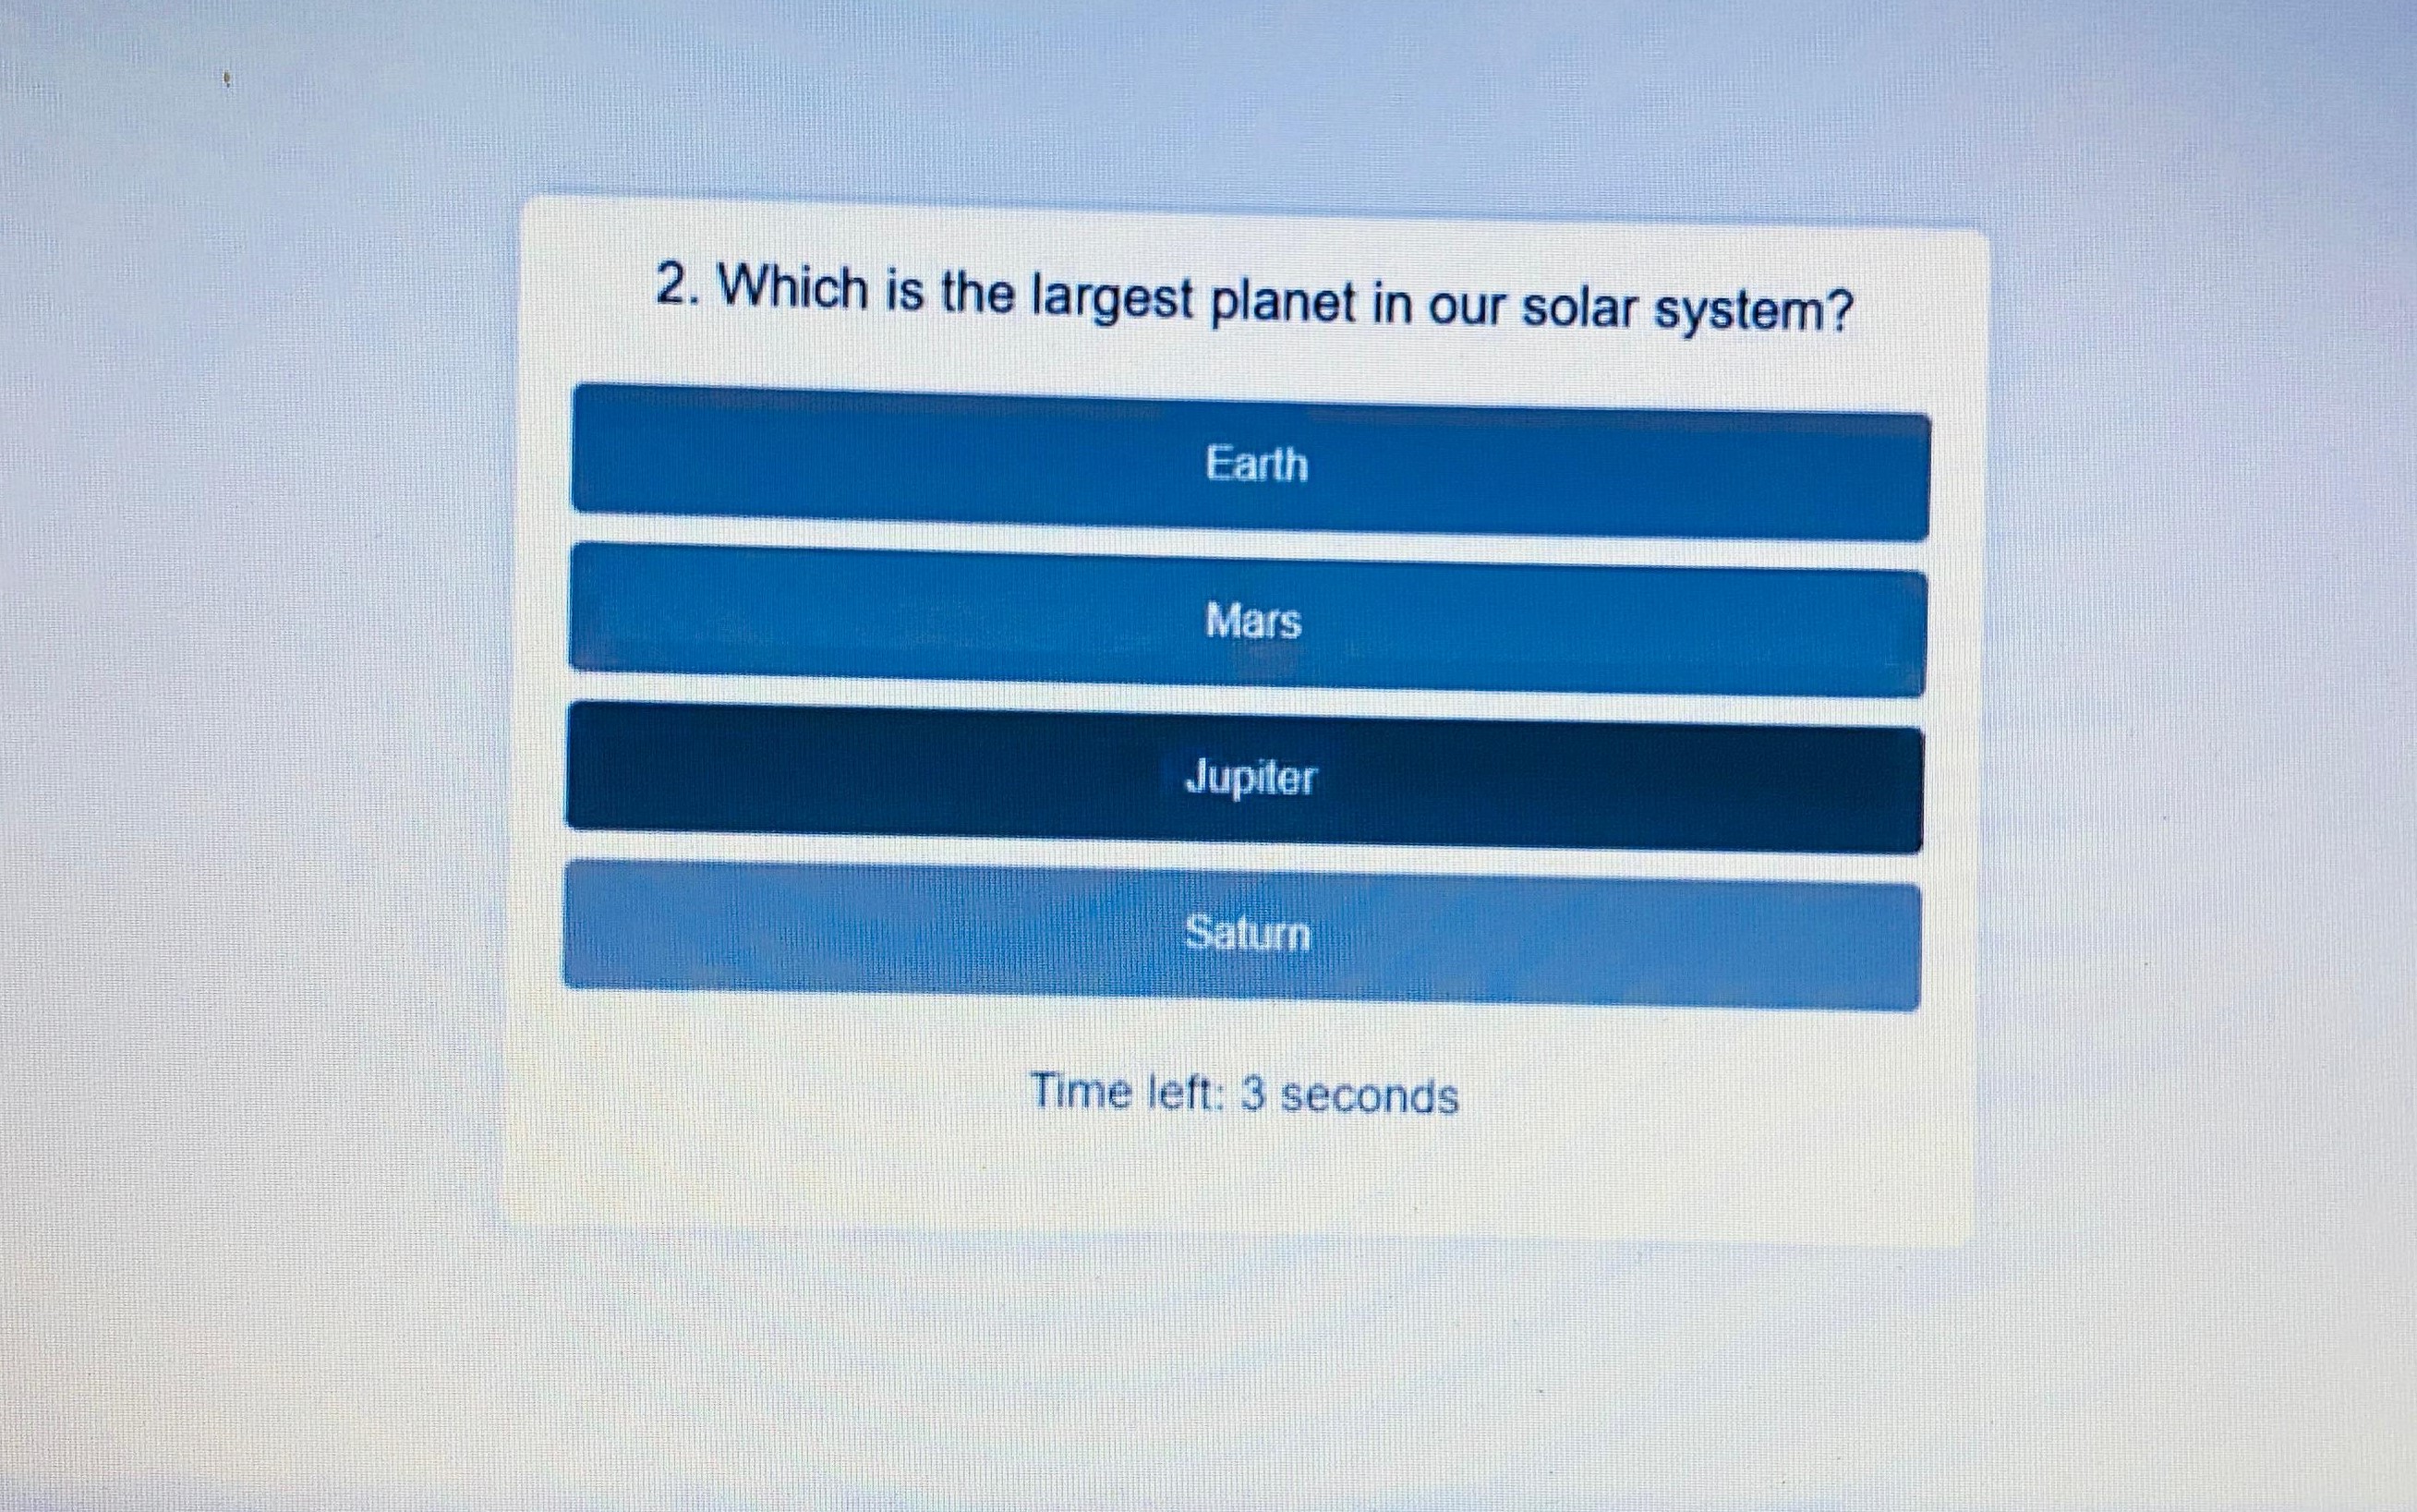 2. Which is the largest planet in our solar system?
Earth
Mars
Jupiter
Saturn
Time left: 3 seconds